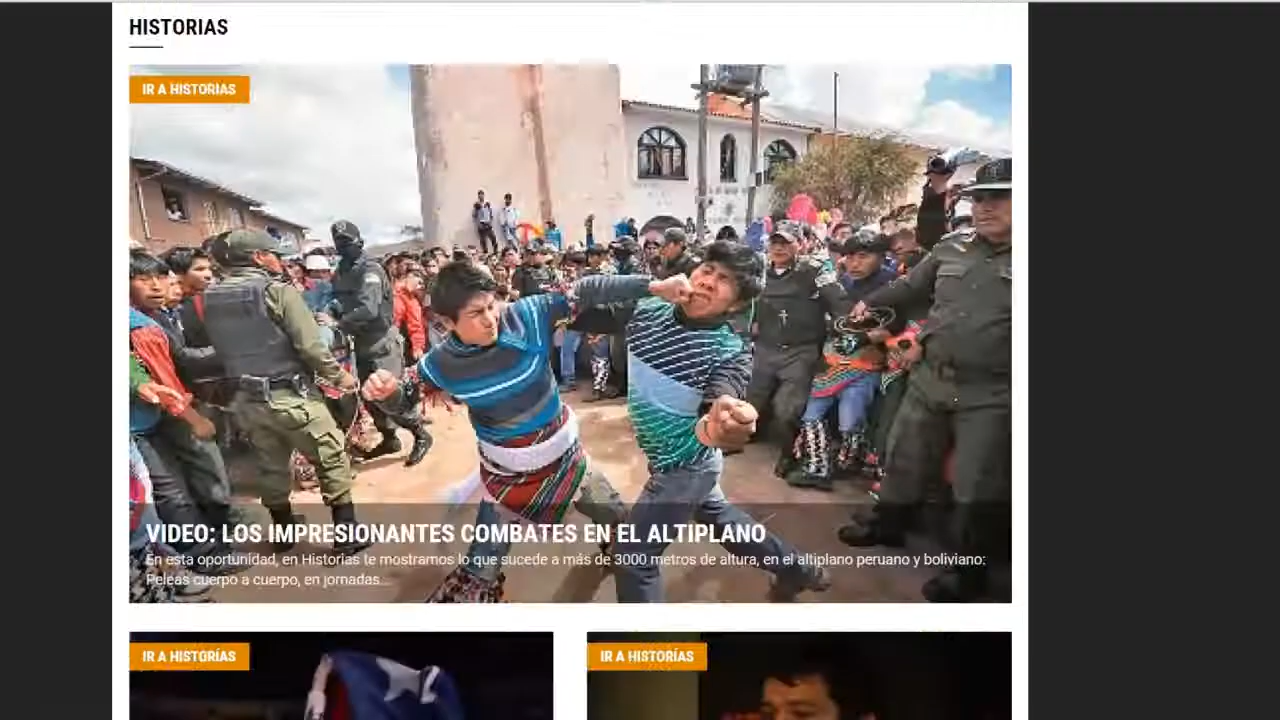 HISTORIAS
IR A HISTORIAS
VIDEO: LOS IMPRESIONANTES COMBATES EN EL ALTIPLANO
En esta oportunidad, en Historias te mostramos lo que sucede a más de 3000 metros de altura, en el altiplano peruano y boliviano:
Peleas cuerpo a cuerpo, en jornadas...
IR A HISTORÍAS
IR A HISTORÍAS